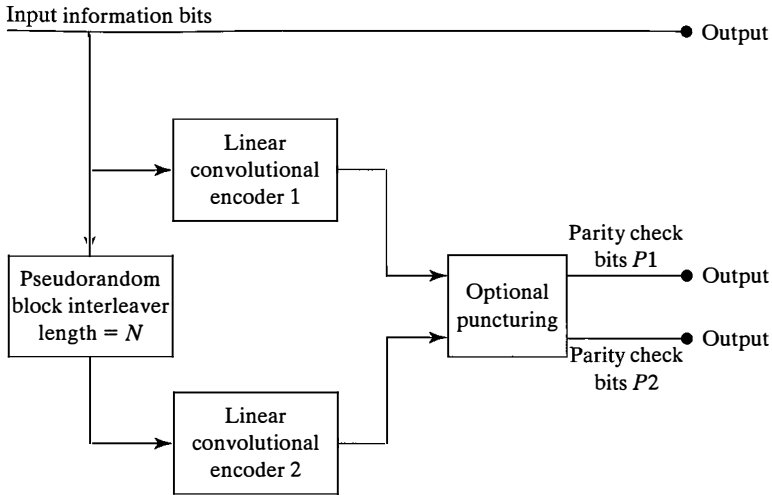 Input information bits
Output
Linear
convolutional
encoder 1
Pseudorandom
block interleaver
length = N
Optional
puncturing
Parity check
bits P1
Output
Output
Parity check
bits P2
Linear
convolutional
encoder 2